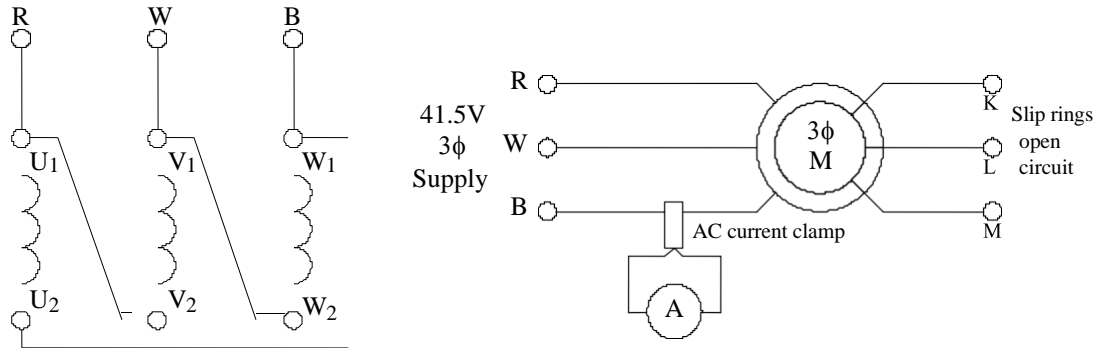 R W B
U1 V1 W1
U2 V2 W2
41.5V
3ϕ
Supply
R
W
B
3ϕ
M
K
L
M
Slip rings
open
circuit
AC current clamp
A